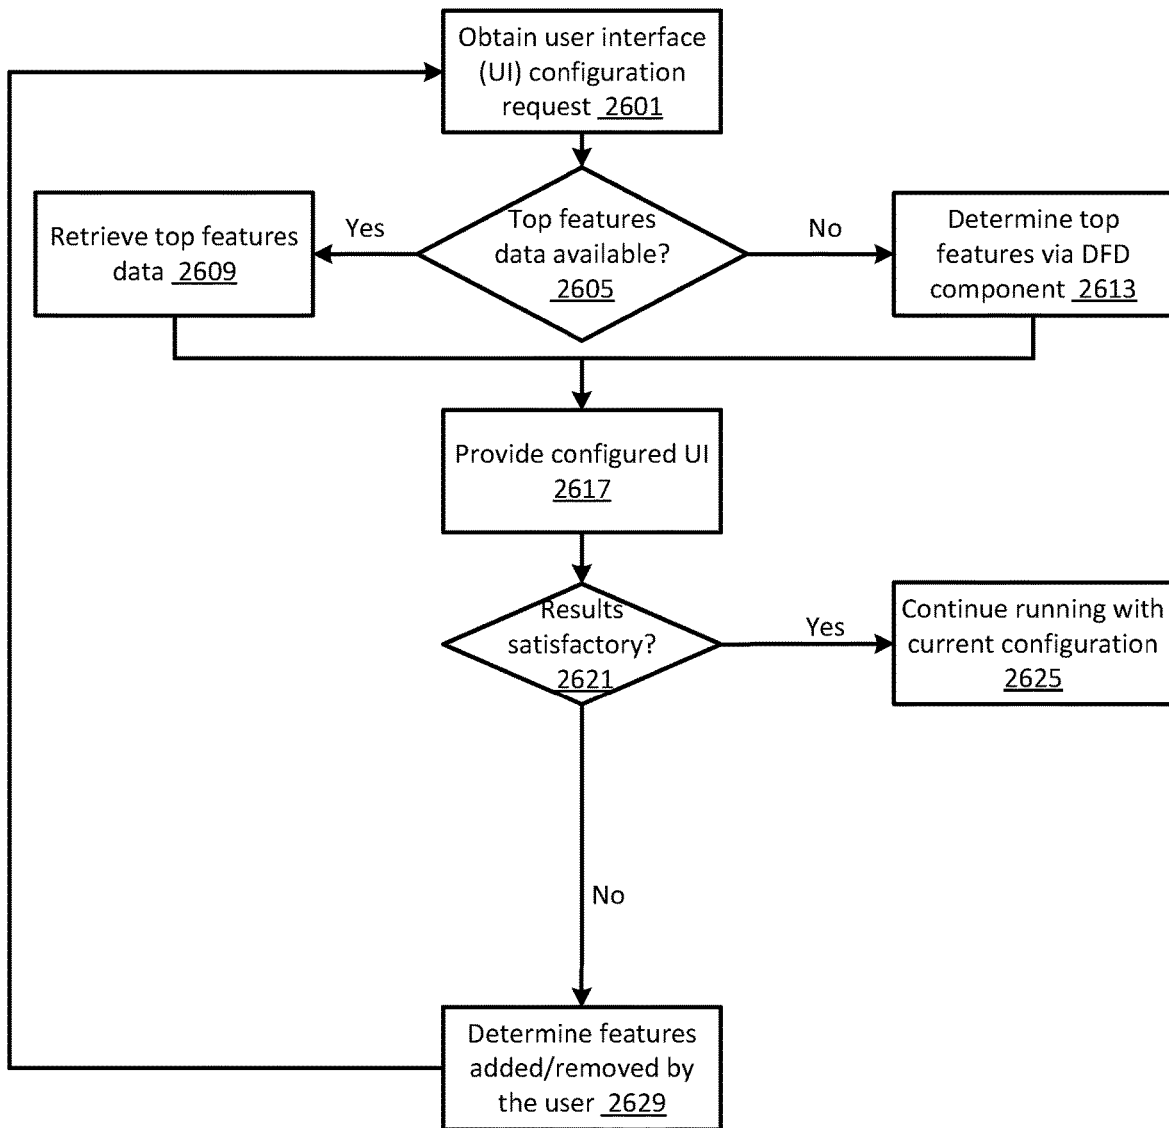 Obtain user interface
(UI) configuration
request 2601
Top features
data available?
2605
Yes
No
Retrieve top features
data 2609
Determine top
features via DFD
component 2613
Provide configured UI
2617
Results
satisfactory?
2621
Yes
Continue running with
current configuration
2625
No
Determine features
added/removed by
the user 2629